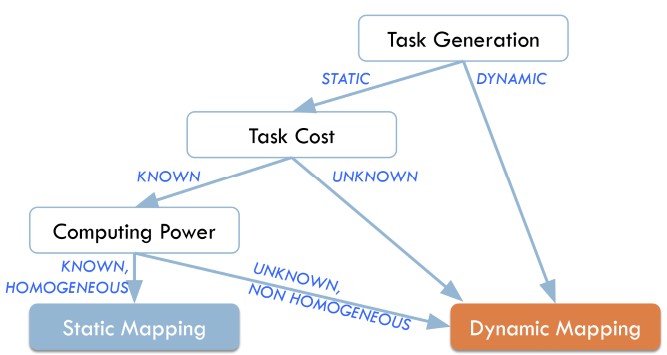 Task Generation
STATIC
DYNAMIC
Task Cost
KNOWN
UNKNOWN
Computing Power
KNOWN,
HOMOGENEOUS
UNKNOWN,
NON HOMOGENEOUS
Static Mapping
Dynamic Mapping